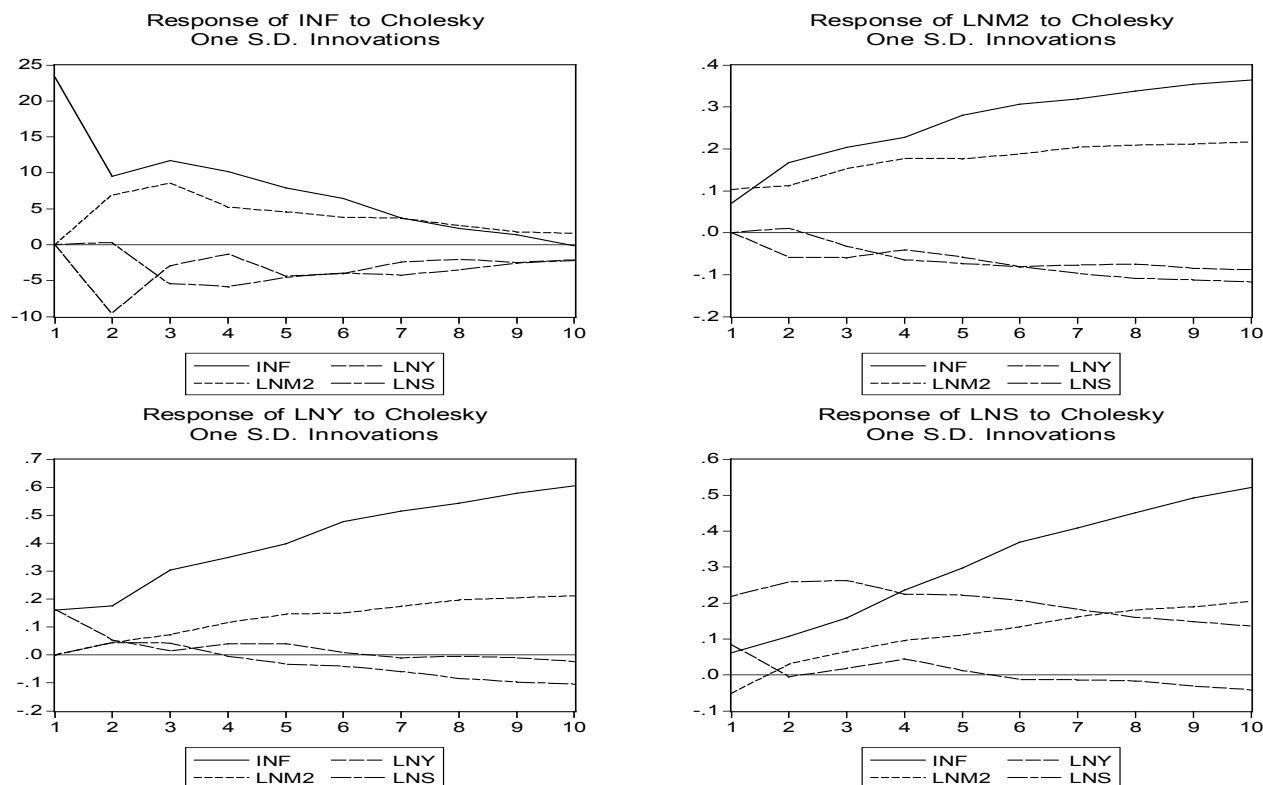 Response of INF to Cholesky
One S.D. Innovations
25
20
15
10
5
0
-5
-10
1 2 3 4 5 6 7 8 9 10
INF LNY
LNM2 LNS
Response of LNM2 to Cholesky
One S.D. Innovations
.4
.3
.2
.1
.0
-.1
-.2
1 2 3 4 5 6 7 8 9 10
INF LNY
LNM2 LNS
Response of LNY to Cholesky
One S.D. Innovations
.7
.6
.5
.4
.3
.2
.1
.0
-.1
-.2
1 2 3 4 5 6 7 8 9 10
INF LNY
LNM2 LNS
Response of LNS to Cholesky
One S.D. Innovations
.6
.5
.4
.3
.2
.1
.0
-.1
1 2 3 4 5 6 7 8 9 10
INF LNY
LNM2 LNS